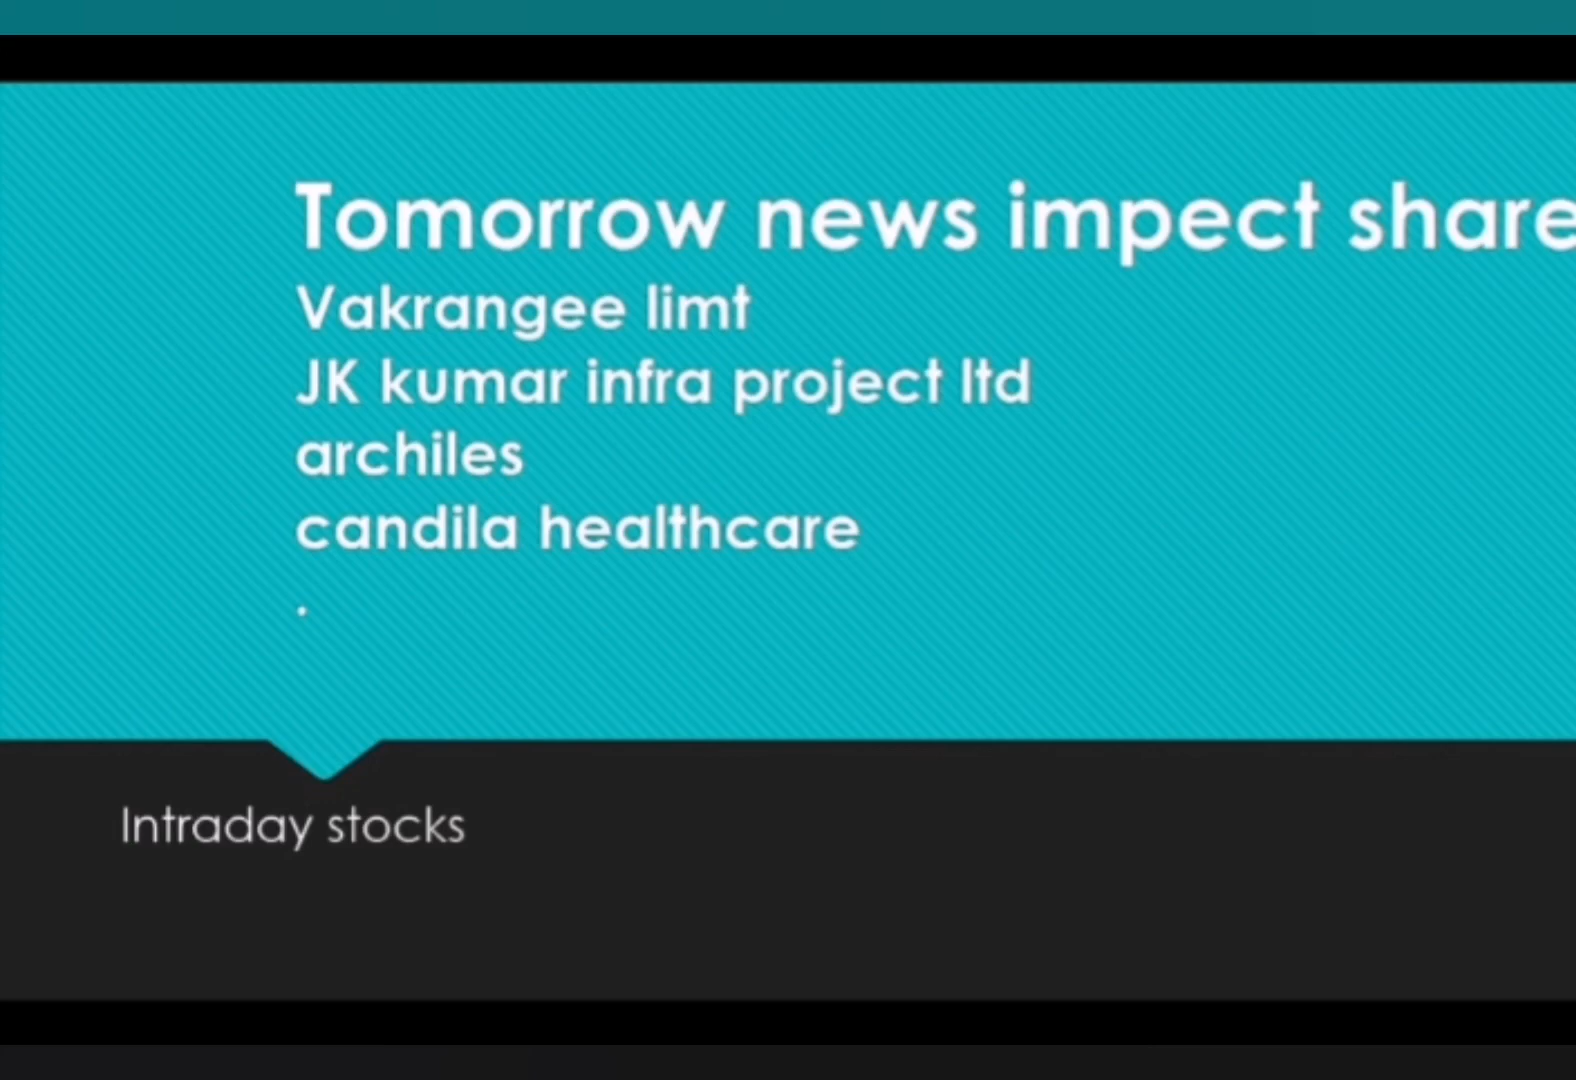 Tomorrow news impect share
Vakrangee limt
JK kumar infra project ltd
archiles
candila healthcare
.
Intraday stocks